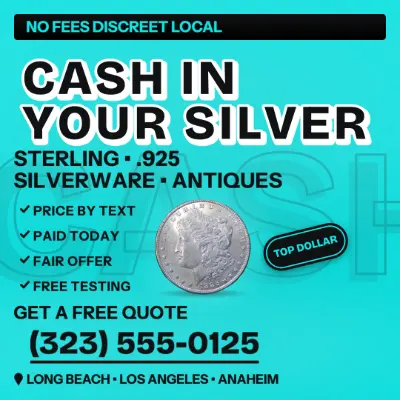 NO FEES DISCREET LOCAL
CASH IN
YOUR SILVER
STERLING ▪ .925
SILVERWARE ▪ ANTIQUES
✓ PRICE BY TEXT
✓ PAID TODAY
✓ FAIR OFFER
✓ FREE TESTING
TOP DOLLAR
GET A FREE QUOTE
(323) 555-0125
LONG BEACH ▪ LOS ANGELES ▪ ANAHEIM
CASH